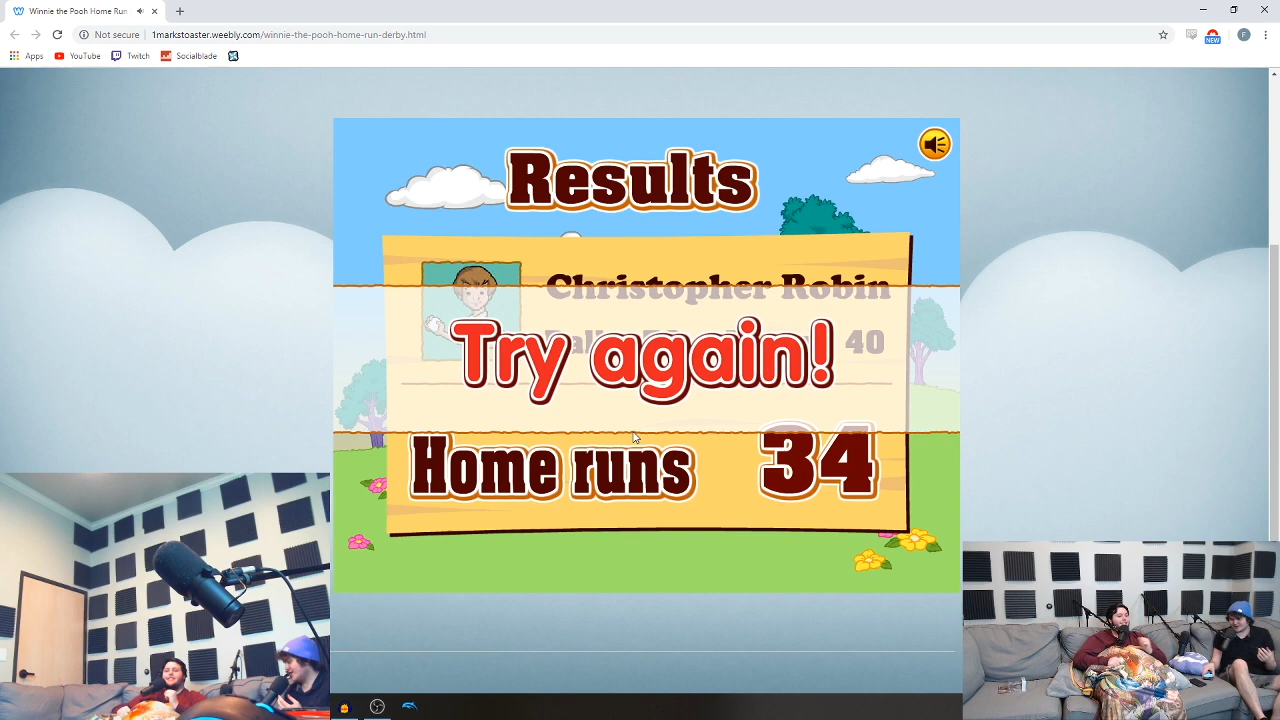 Winnie the Pooh Home Run
Not secure
1markstoaster.weebly.com/winnie-the-pooh-home-run-derby.html
NEW
F
Apps
YouTube
Twitch
Socialblade
Results
Christopher Robin
40
Try again!
Home runs 34